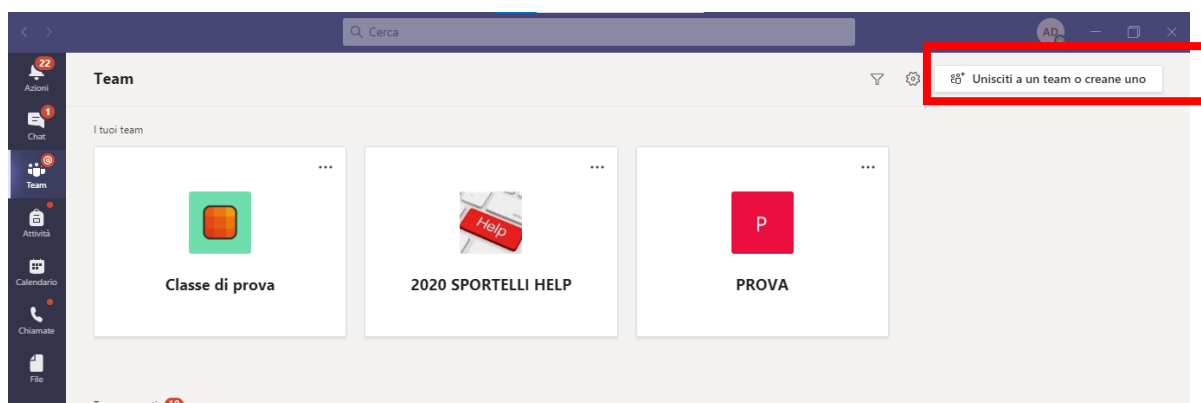 Cerca
AD
22
Azioni
1
Chat
@
Team
Attività
Calendario
Chiamate
File
Team
Unisciti a un team o creane uno
I tuoi team
...
...
...
Help
P
Classe di prova
2020 SPORTELLI HELP
PROVA